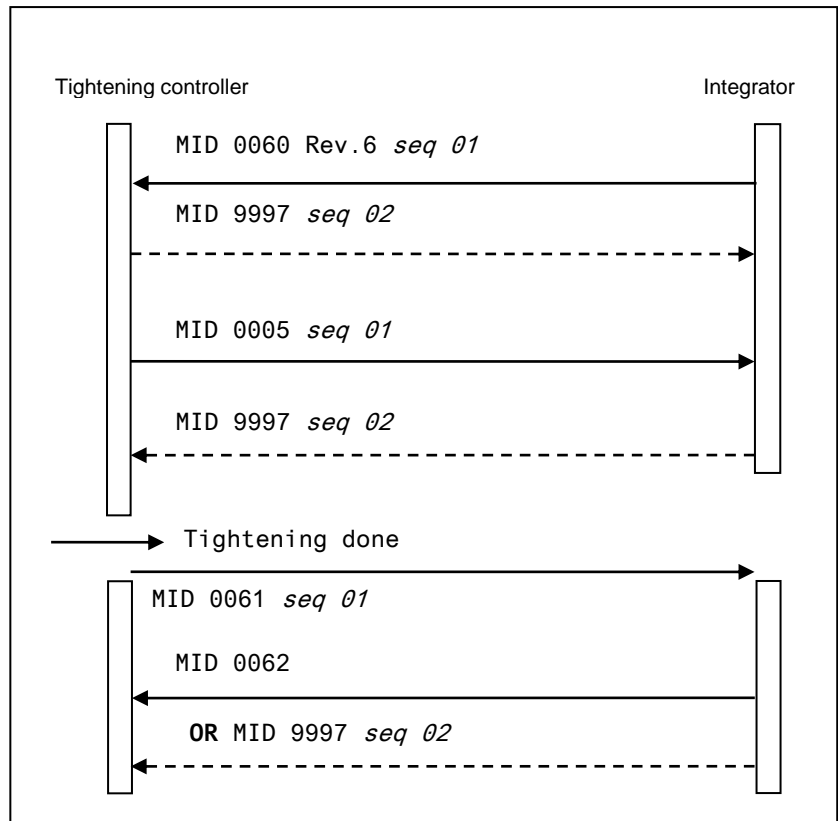 Tightening controller Integrator
MID 0060 Rev.6 seq 01
MID 9997 seq 02
MID 0005 seq 01
MID 9997 seq 02
Tightening done
MID 0061 seq 01
MID 0062
OR MID 9997 seq 02